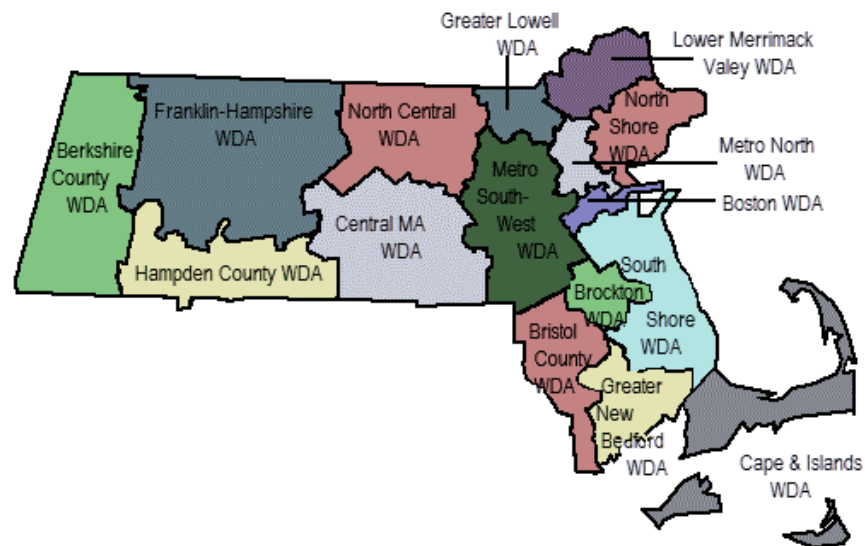 Greater Lowell
WDA
Lower Merrimack
Valey WDA
Franklin-Hampshire
WDA
North Central
WDA
North
Shore
WDA
Berkshire
County
WDA
Metro North
WDA
Metro
South-
West
WDA
Boston WDA
Central MA
WDA
Hampden County WDA
South
Shore
WDA
Brockton
WDA
Bristol
County
WDA
Greater
New
Bedford
WDA
Cape & Islands
WDA